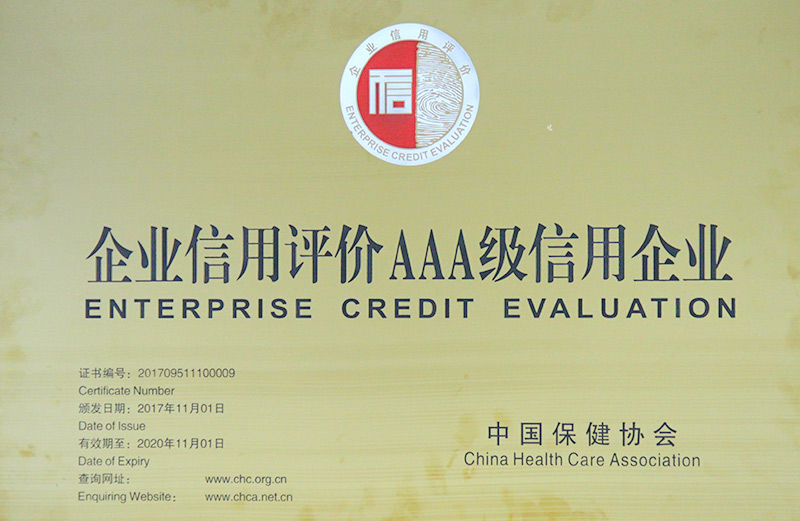 企业信用评价
信
ENTERPRISE CREDIT EVALUATION
企业信用评价AAA级信用企业
ENTERPRISE CREDIT EVALUATION
证书编号：201709511100009
Certificate Number
颁发日期：2017年11月01日
Date of Issue
有效期至：2020年11月01日
Date of Expiry
查询网址： www.chc.org.cn
Enquiring Website： www.chca.net.cn
中国保健协会
China Health Care Association